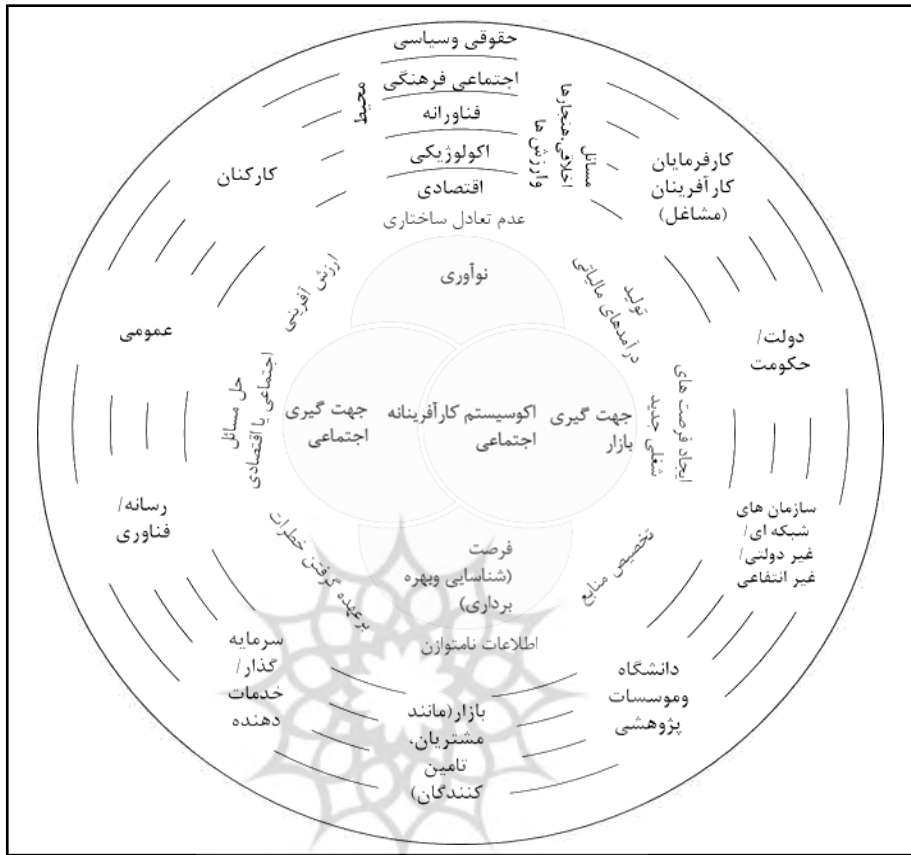 حقوقی وسیاسی
اجتماعی فرهنگی
فناورانه
اکولوژیکی
اقتصادی
عدم تعادل ساختاری
محیط
مسائل
اخلاقی،هنجارها
وارزش ها
کارفرمایان
کارآفرینان
(مشاغل)
کارکنان
نوآوری
ارزش آفرینی
تولید
درآمدهای مالیاتی
دولت/
حکومت
عمومی
ایجاد فرصت های
شغلی جدید
جهت گیری
بازار
اکوسیستم کارآفرینانه
اجتماعی
جهت گیری
اجتماعی
حل مسائل
اجتماعی یا اقتصادی
سازمان های
شبکه ای/
غیر دولتی/
غیر انتفاعی
رسانه/
فناوری
تخصیص منابع
فرصت
(شناسایی وبهره
برداری)
برعهده گرفتن خطرات
اطلاعات نامتوازن
دانشگاه
وموسسات
پژوهشی
سرمایه
گذار/
خدمات
دهنده
بازار(مانند
مشتریان،
تامین
کنندگان)